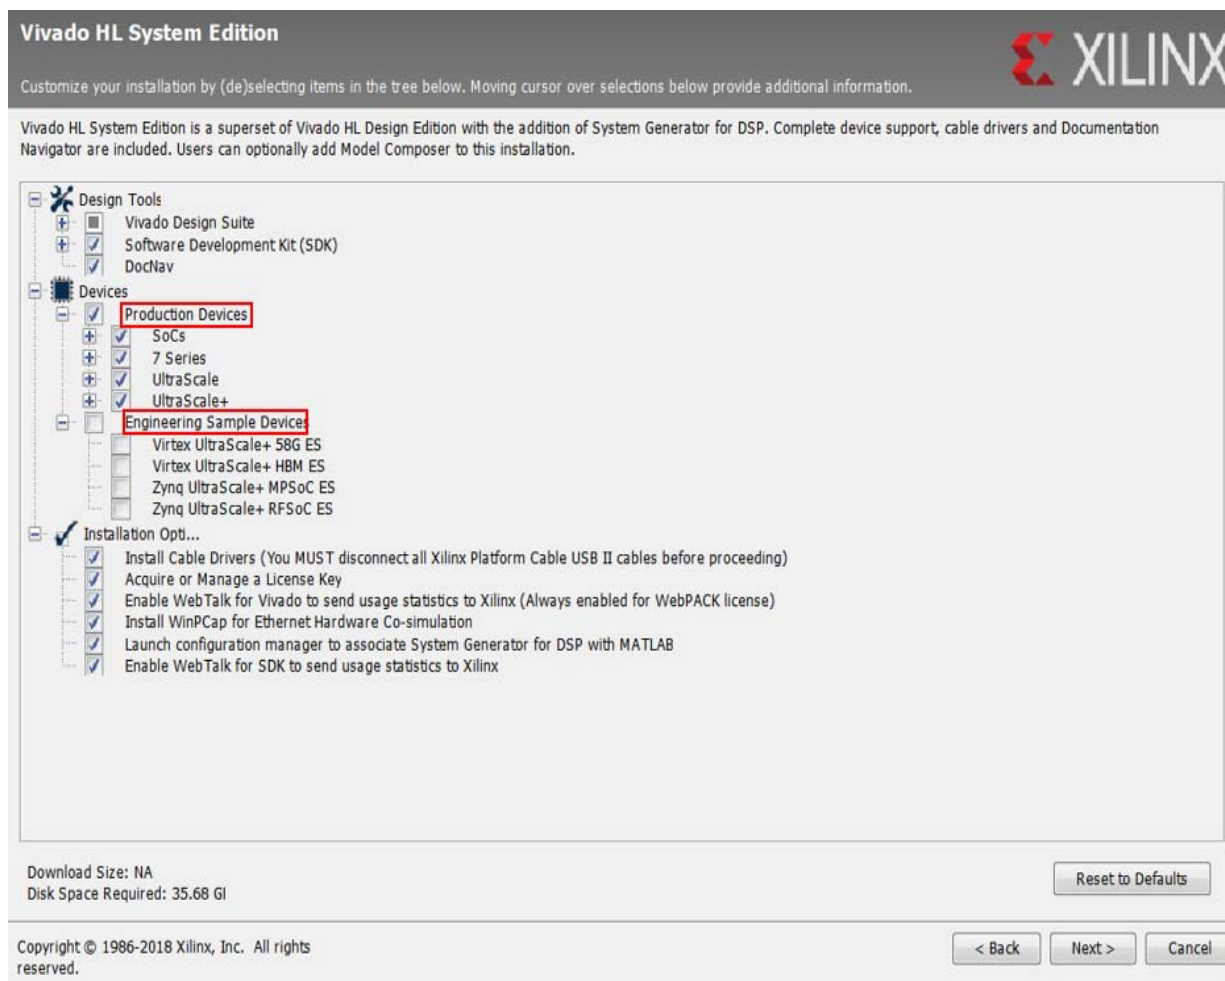 Vivado HL System Edition
XILINX
Customize your installation by (de)selecting items in the tree below. Moving cursor over selections below provide additional information.
Vivado HL System Edition is a superset of Vivado HL Design Edition with the addition of System Generator for DSP. Complete device support, cable drivers and Documentation
Navigator are included. Users can optionally add Model Composer to this installation.
Design Tools
Vivado Design Suite
Software Development Kit (SDK)
DocNav
Devices
Production Devices
SoCs
7 Series
UltraScale
UltraScale+
Engineering Sample Devices
Virtex UltraScale+ 58G ES
Virtex UltraScale+ HBM ES
Zynq UltraScale+ MPSoC ES
Zynq UltraScale+ RFSoC ES
Installation Opti...
Install Cable Drivers (You MUST disconnect all Xilinx Platform Cable USB II cables before proceeding)
Acquire or Manage a License Key
Enable WebTalk for Vivado to send usage statistics to Xilinx (Always enabled for WebPACK license)
Install WinPCap for Ethernet Hardware Co-simulation
Launch configuration manager to associate System Generator for DSP with MATLAB
Enable WebTalk for SDK to send usage statistics to Xilinx
Download Size: NA
Disk Space Required: 35.68 GI
Reset to Defaults
Copyright © 1986-2018 Xilinx, Inc. All rights
reserved.
< Back
Next >
Cancel